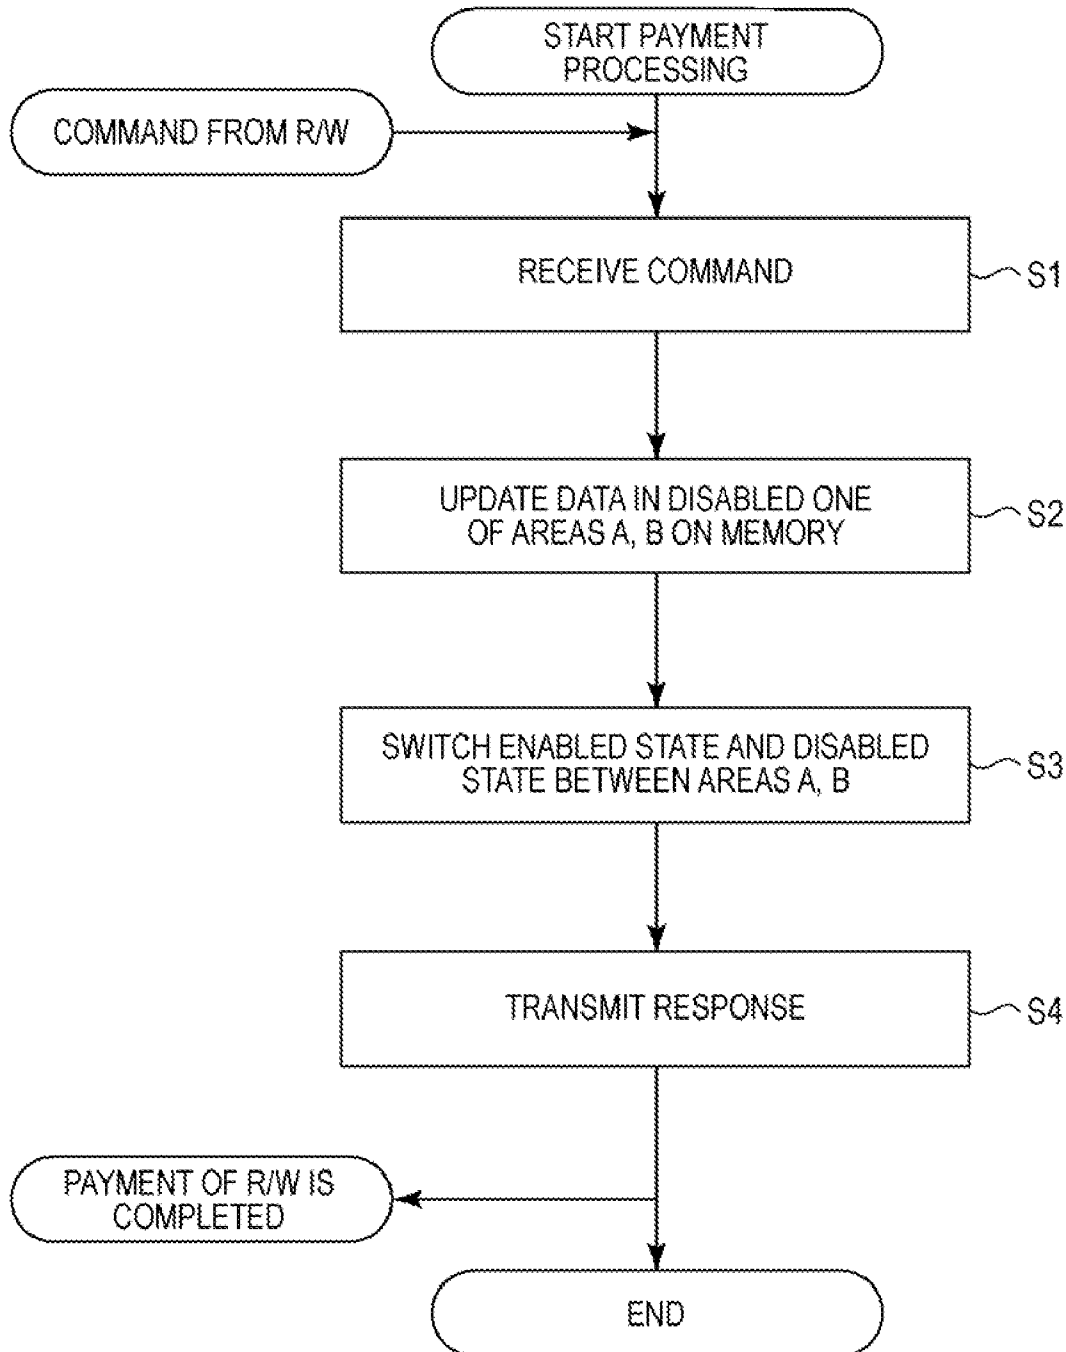 START PAYMENT
PROCESSING
COMMAND FROM R/W
RECEIVE COMMAND
S1
UPDATE DATA IN DISABLED ONE
OF AREAS A, B ON MEMORY
S2
SWITCH ENABLED STATE AND DISABLED
STATE BETWEEN AREAS A, B
S3
TRANSMIT RESPONSE
S4
PAYMENT OF R/W IS
COMPLETED
END